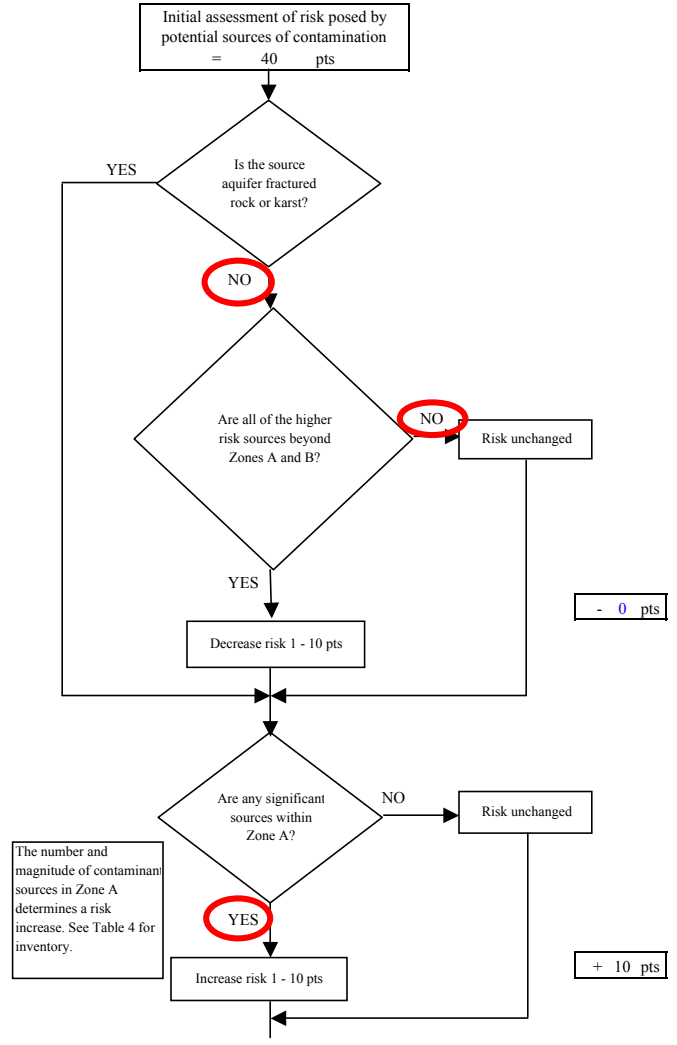 Initial assessment of risk posed by
potential sources of contamination
= 40 pts
YES
Is the source
aquifer fractured
rock or karst?
NO
Are all of the higher
risk sources beyond
Zones A and B?
NO
Risk unchanged
YES
- 0 pts
Decrease risk 1 - 10 pts
Are any significant
sources within
Zone A?
NO
Risk unchanged
The number and
magnitude of contaminant
sources in Zone A
determines a risk
increase. See Table 4 for
inventory.
YES
Increase risk 1 - 10 pts
+ 10 pts